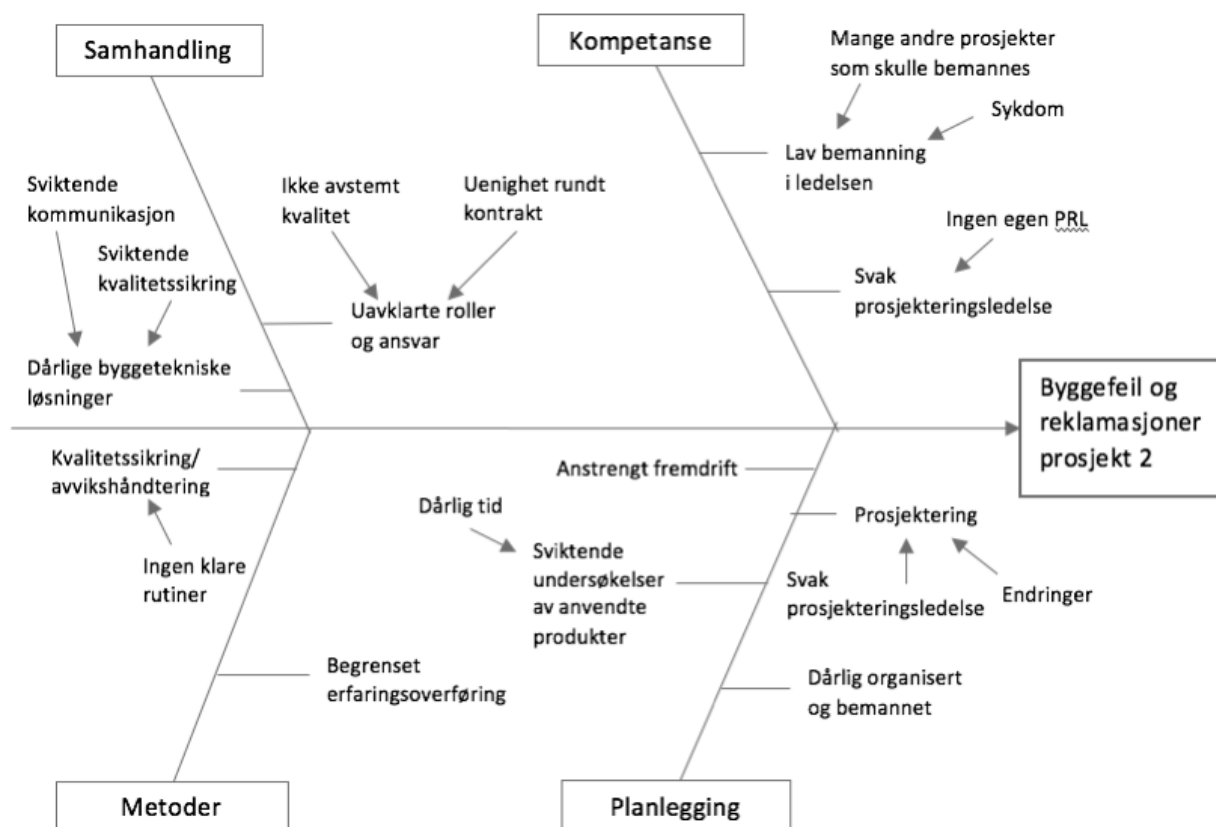 Samhandling
Kompetanse
Mange andre prosjekter
som skulle bemannes
Sykdom
Lav bemanning
i ledelsen
Sviktende
kommunikasjon
Ikke avstemt
kvalitet
Uenighet rundt
kontrakt
Ingen egen PRL
Sviktende
kvalitetssikring
Svak
prosjekteringsledelse
Uavklarte roller
og ansvar
Dårlige byggetekniske
løsninger
Byggefeil og
reklamasjoner
prosjekt 2
Kvalitetssikring/
avvikshåndtering
Anstrengt fremdrift
Dårlig tid
Prosjektering
Ingen klare
rutiner
Sviktende
undersøkelser
av anvendte
produkter
Svak
prosjekteringsledelse
Endringer
Begrenset
erfaringsoverføring
Dårlig organisert
og bemannet
Metoder
Planlegging